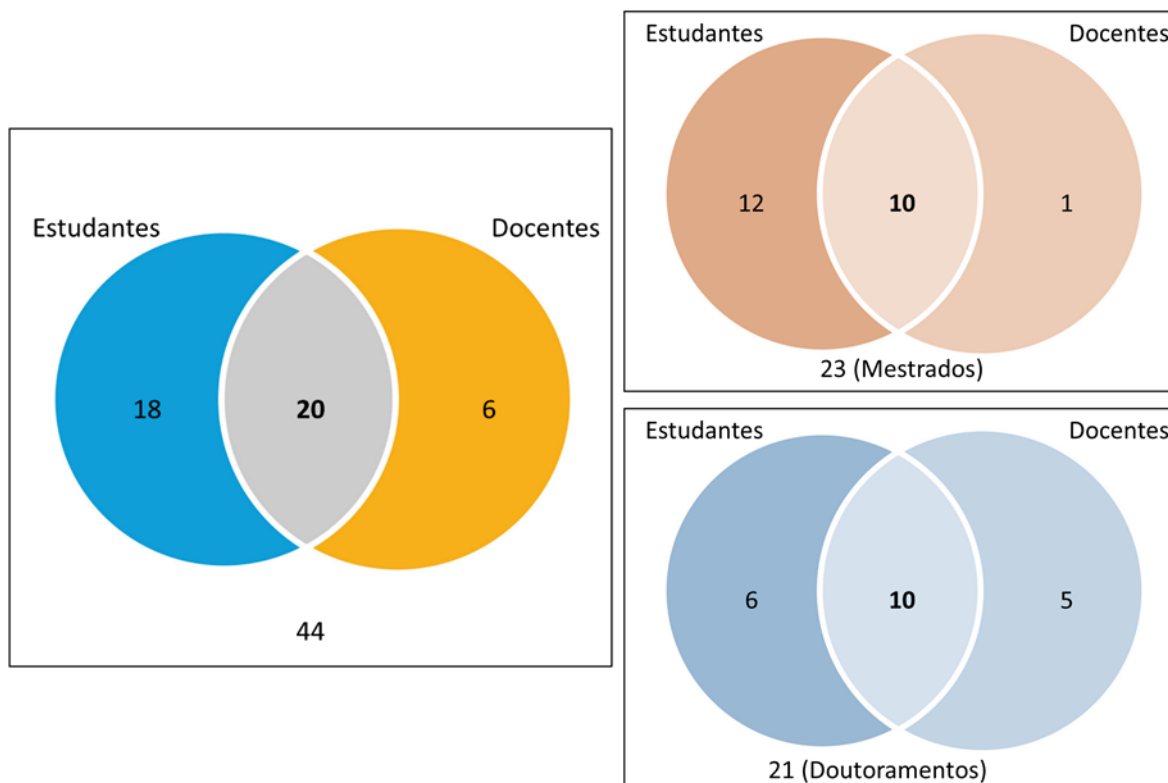 Estudantes Docentes
18 20 6
44
Estudantes Docentes
12 10 1
23 (Mestrados)
Estudantes Docentes
6 10 5
21 (Doutoramentos)